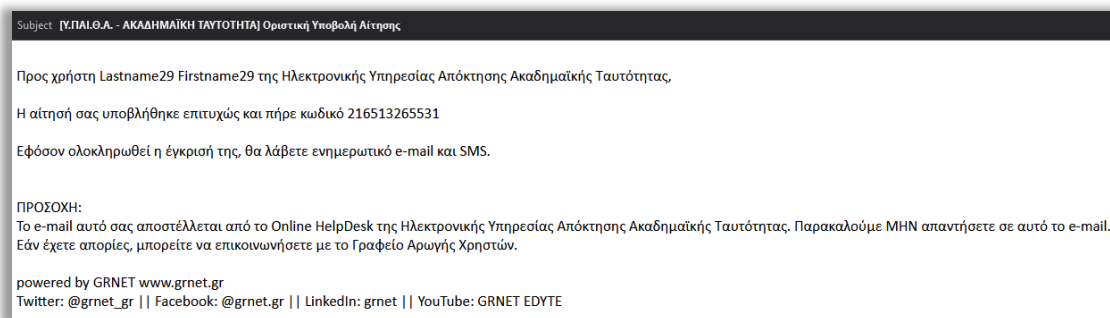 Subject [Υ.ΠΑΙ.Θ.Α. - ΑΚΑΔΗΜΑΪΚΗ ΤΑΥΤΟΤΗΤΑ] Οριστική Υποβολή Αίτησης
Προς χρήστη Lastname29 Firstname29 της Ηλεκτρονικής Υπηρεσίας Απόκτησης Ακαδημαϊκής Ταυτότητας,
Η αίτησή σας υποβλήθηκε επιτυχώς και πήρε κωδικό 216513265531
Εφόσον ολοκληρωθεί η έγκρισή της, θα λάβετε ενημερωτικό e-mail και SMS.
ΠΡΟΣΟΧΗ:
Το e-mail αυτό σας αποστέλλεται από το Online HelpDesk της Ηλεκτρονικής Υπηρεσίας Απόκτησης Ακαδημαϊκής Ταυτότητας. Παρακαλούμε ΜΗΝ απαντήσετε σε αυτό το e-mail.
Εάν έχετε απορίες, μπορείτε να επικοινωνήσετε με το Γραφείο Αρωγής Χρηστών.
powered by GRNET www.grnet.gr
Twitter: @grnet_gr || Facebook: @grnet.gr || LinkedIn: grnet || YouTube: GRNET EDYTE